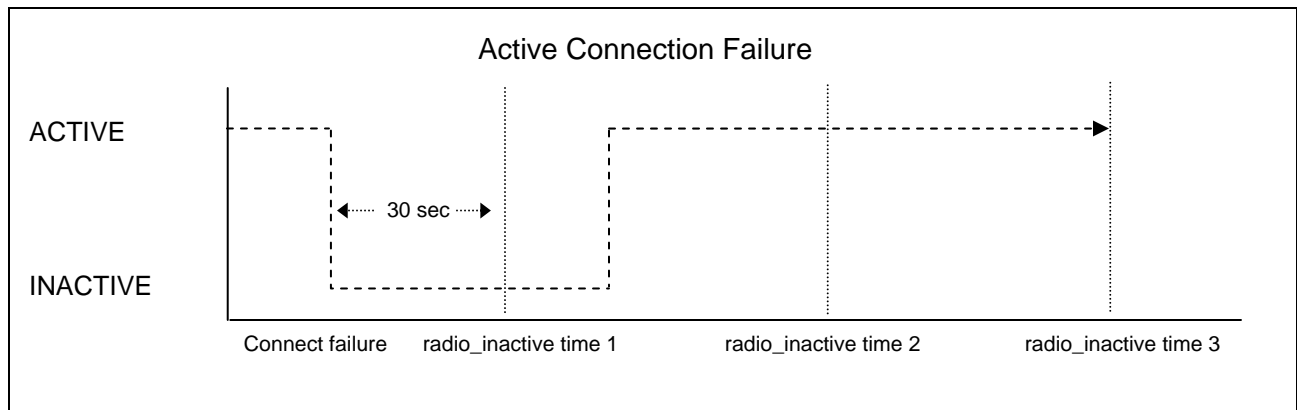 Active Connection Failure
ACTIVE
30 sec
INACTIVE
Connect failure
radio_inactive time 1
radio_inactive time 2
radio_inactive time 3